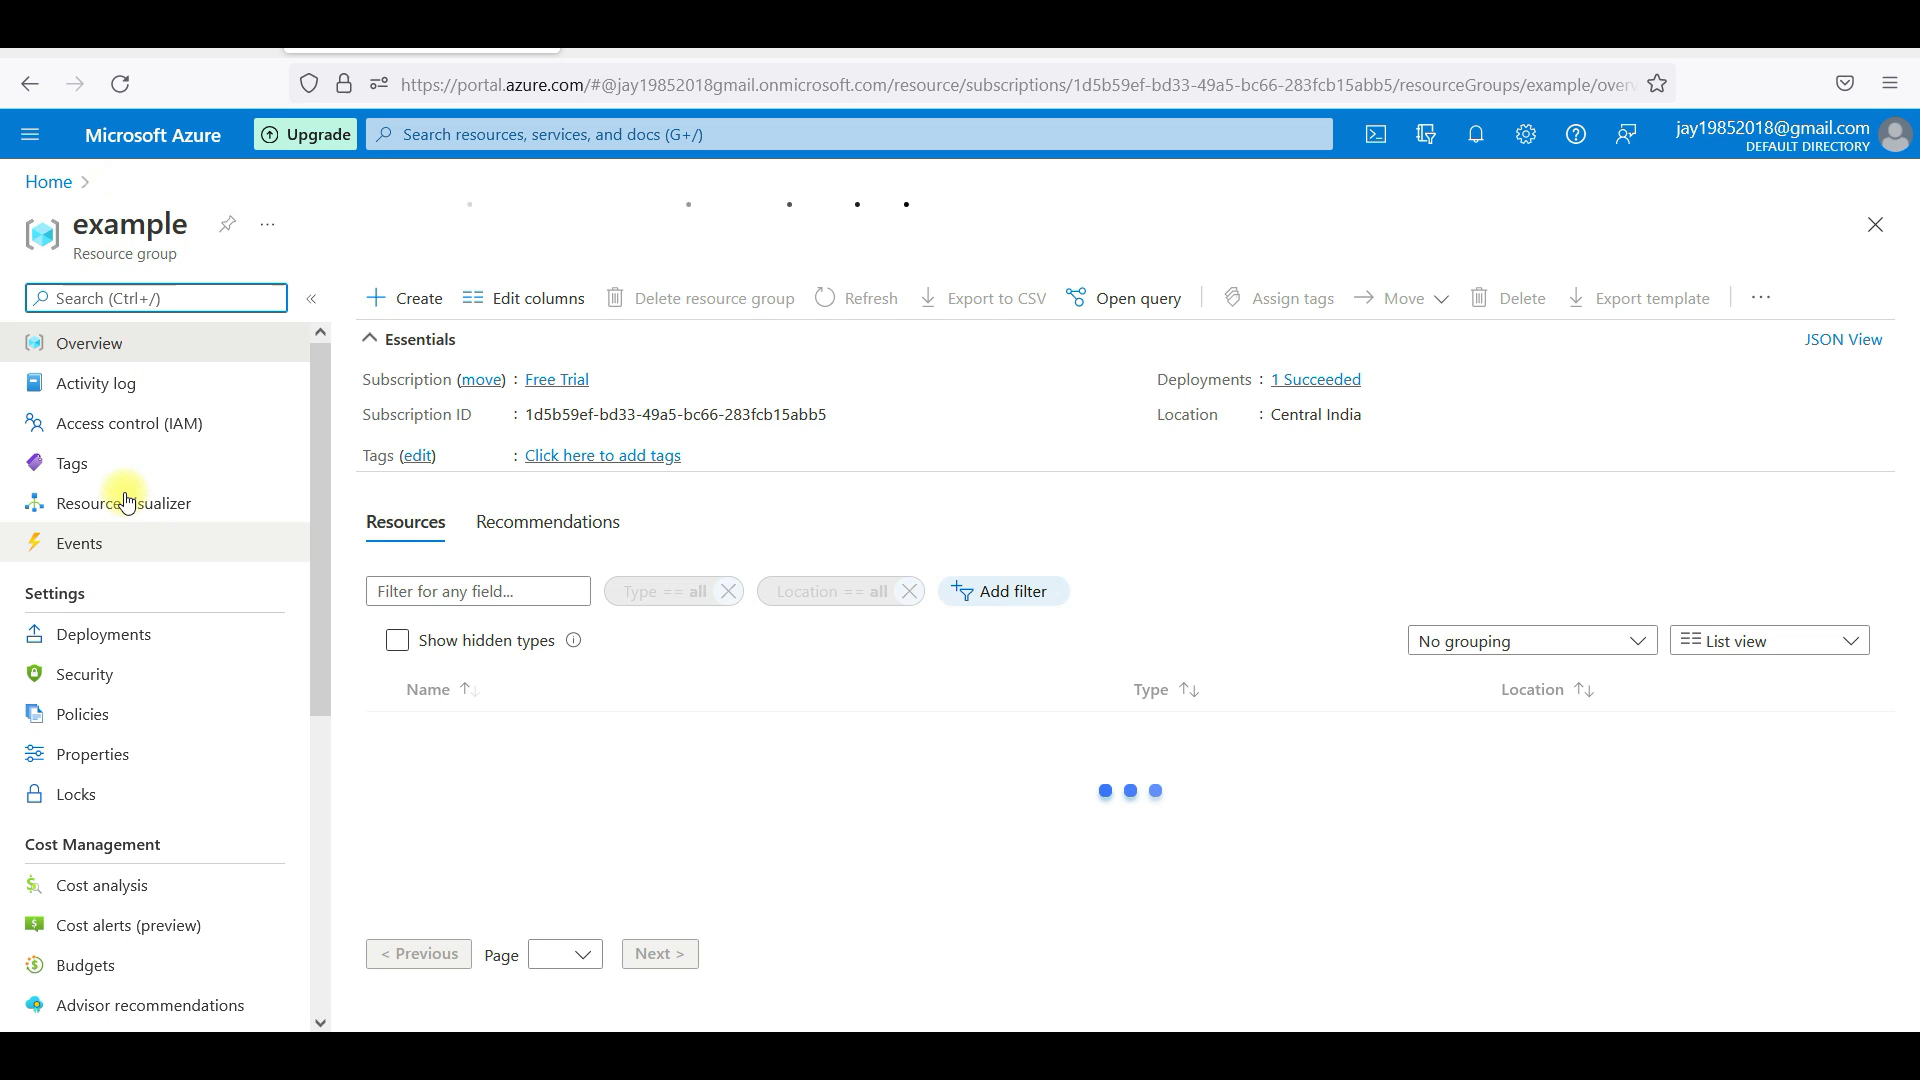 https://portal.azure.com/#@jay19852018gmail.onmicrosoft.com/resource/subscriptions/1d5b59ef-bd33-49a5-bc66-283fcb15abb5/resourceGroups/example/over
Microsoft Azure
Upgrade
Search resources, services, and docs (G+/)
jay19852018@gmail.com
DEFAULT DIRECTORY
Home
example
Resource group
Search (Ctrl+/)
Overview
Activity log
Access control (IAM)
Tags
Resource sualizer
Events
Settings
Deployments
Security
Policies
Properties
Locks
Cost Management
Cost analysis
Cost alerts (preview)
Budgets
Advisor recommendations
Create
Edit columns
Delete resource group
Refresh
Export to CSV
Open query
Assign tags
Move
Delete
Export template
Essentials
JSON View
Subscription (move) : Free Trial
Deployments : 1 Succeeded
Subscription ID : 1d5b59ef-bd33-49a5-bc66-283fcb15abb5
Location : Central India
Tags (edit) : Click here to add tags
Resources
Recommendations
Filter for any field...
Type == all
Location == all
Add filter
Show hidden types
No grouping
List view
Name
Type
Location
< Previous
Page
Next >